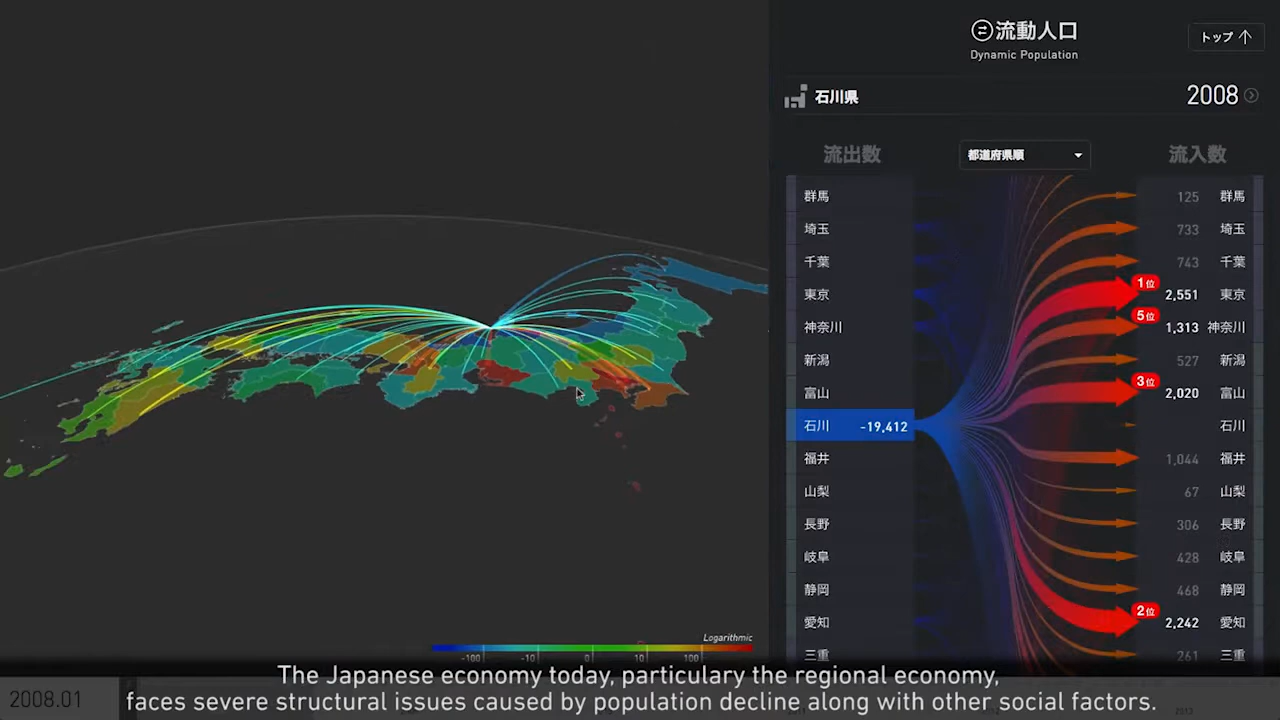 流動人口
Dynamic Population
トップ
石川県
2008
流出数
都道府県順
流入数
群馬 125 群馬
埼玉 733 埼玉
千葉 743 千葉
東京 1位 2,551 東京
神奈川 5位 1,313 神奈川
新潟 527 新潟
富山 3位 2,020 富山
石川 -19,412 石川
福井 1,044 福井
山梨 67 山梨
長野 306 長野
岐阜 428 岐阜
静岡 468 静岡
愛知 2位 2,242 愛知
三重 261 三重
Logarithmic
-100 -10 0 10 100
The Japanese economy today, particulary the regional economy,
faces severe structural issues caused by population decline along with other social factors.
2008.01